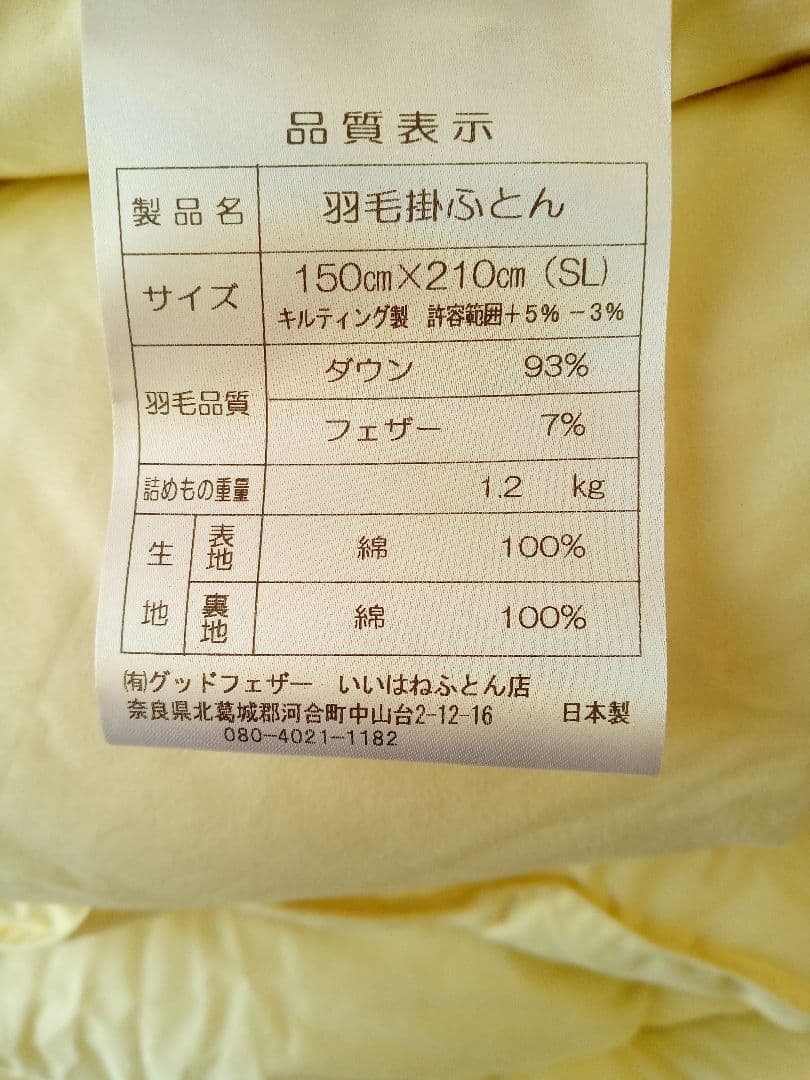 品質表示
製品名 羽毛掛ふとん
サイズ 150cm×210cm（SL）
キルティング製 許容範囲＋5% －3%
羽毛品質 ダウン 93%
フェザー 7%
詰めもの重量 1.2 kg
生地 表地 綿 100%
裏地 綿 100%
㈲グッドフェザー いいはねふとん店
奈良県北葛城郡河合町中山台2-12-16 日本製
080-4021-1182